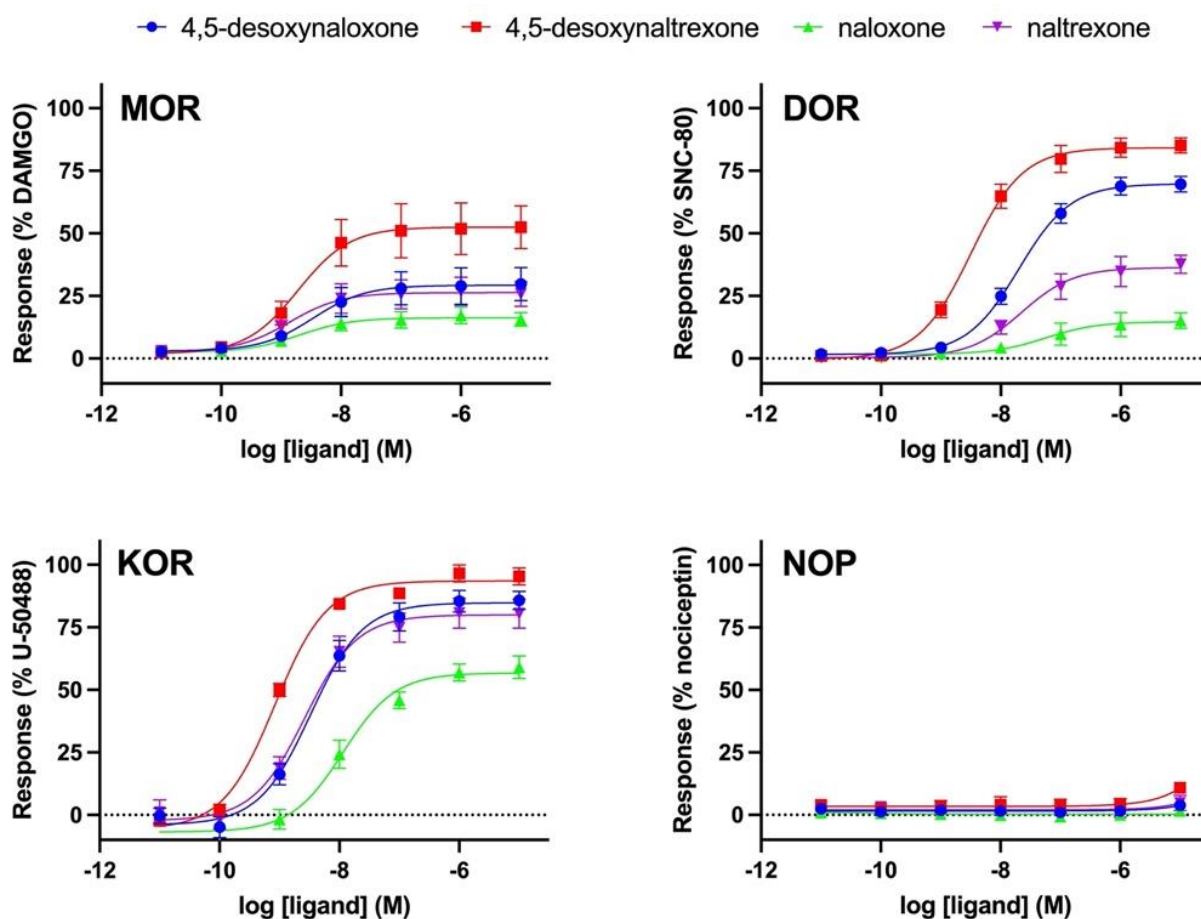 4,5-desoxynaloxone 4,5-desoxynaltrexone naloxone naltrexone
MOR
Response (% DAMGO)
100
75
50
25
0
-12 -10 -8 -6
log [ligand] (M)
DOR
Response (% SNC-80)
100
75
50
25
0
-12 -10 -8 -6
log [ligand] (M)
KOR
Response (% U-50488)
100
75
50
25
0
-12 -10 -8 -6
log [ligand] (M)
NOP
Response (% nociceptin)
100
75
50
25
0
-12 -10 -8 -6
log [ligand] (M)